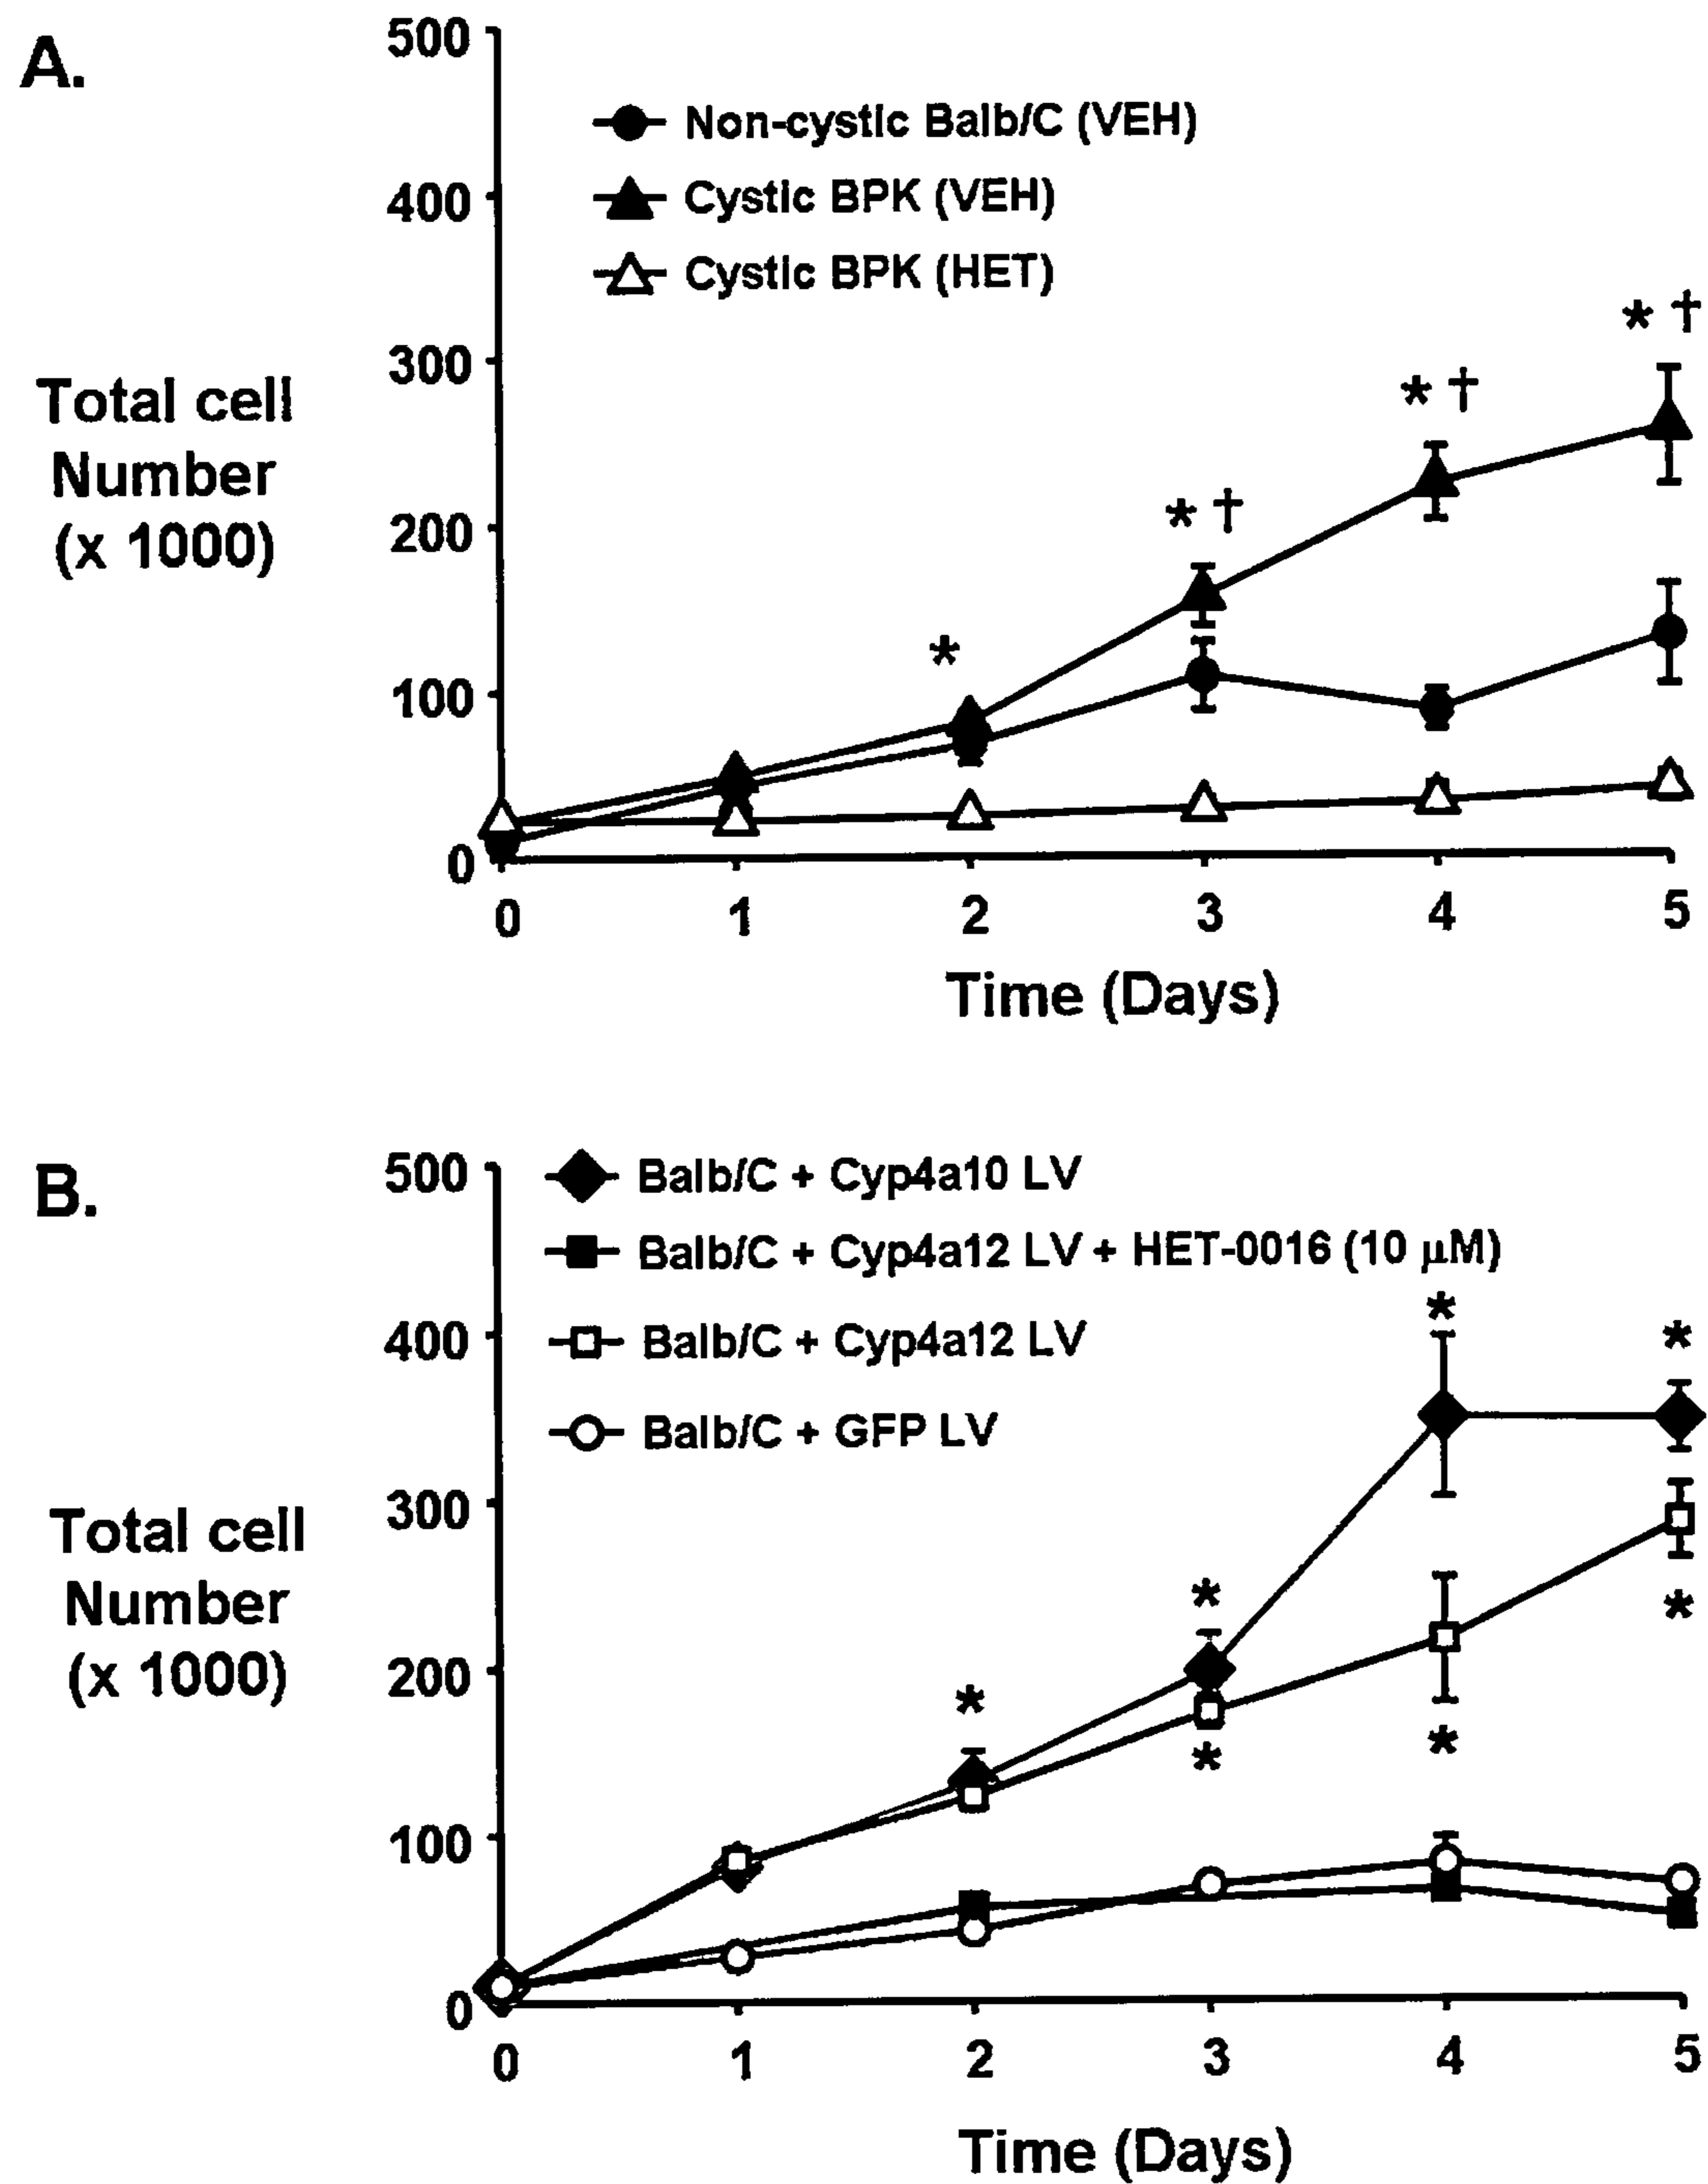 A.
500
400
300
200
100
0
Non-cystic Balb/C (VEH)
Cystic BPK (VEH)
Cystic BPK (HET)
Total cell
Number
(x 1000)
*
* †
* †
* †
0 1 2 3 4 5
Time (Days)
B.
500
400
300
200
100
0
Balb/C + Cyp4a10 LV
Balb/C + Cyp4a12 LV + HET-0016 (10 µM)
Balb/C + Cyp4a12 LV
Balb/C + GFP LV
Total cell
Number
(x 1000)
*
*
*
*
*
*
*
0 1 2 3 4 5
Time (Days)